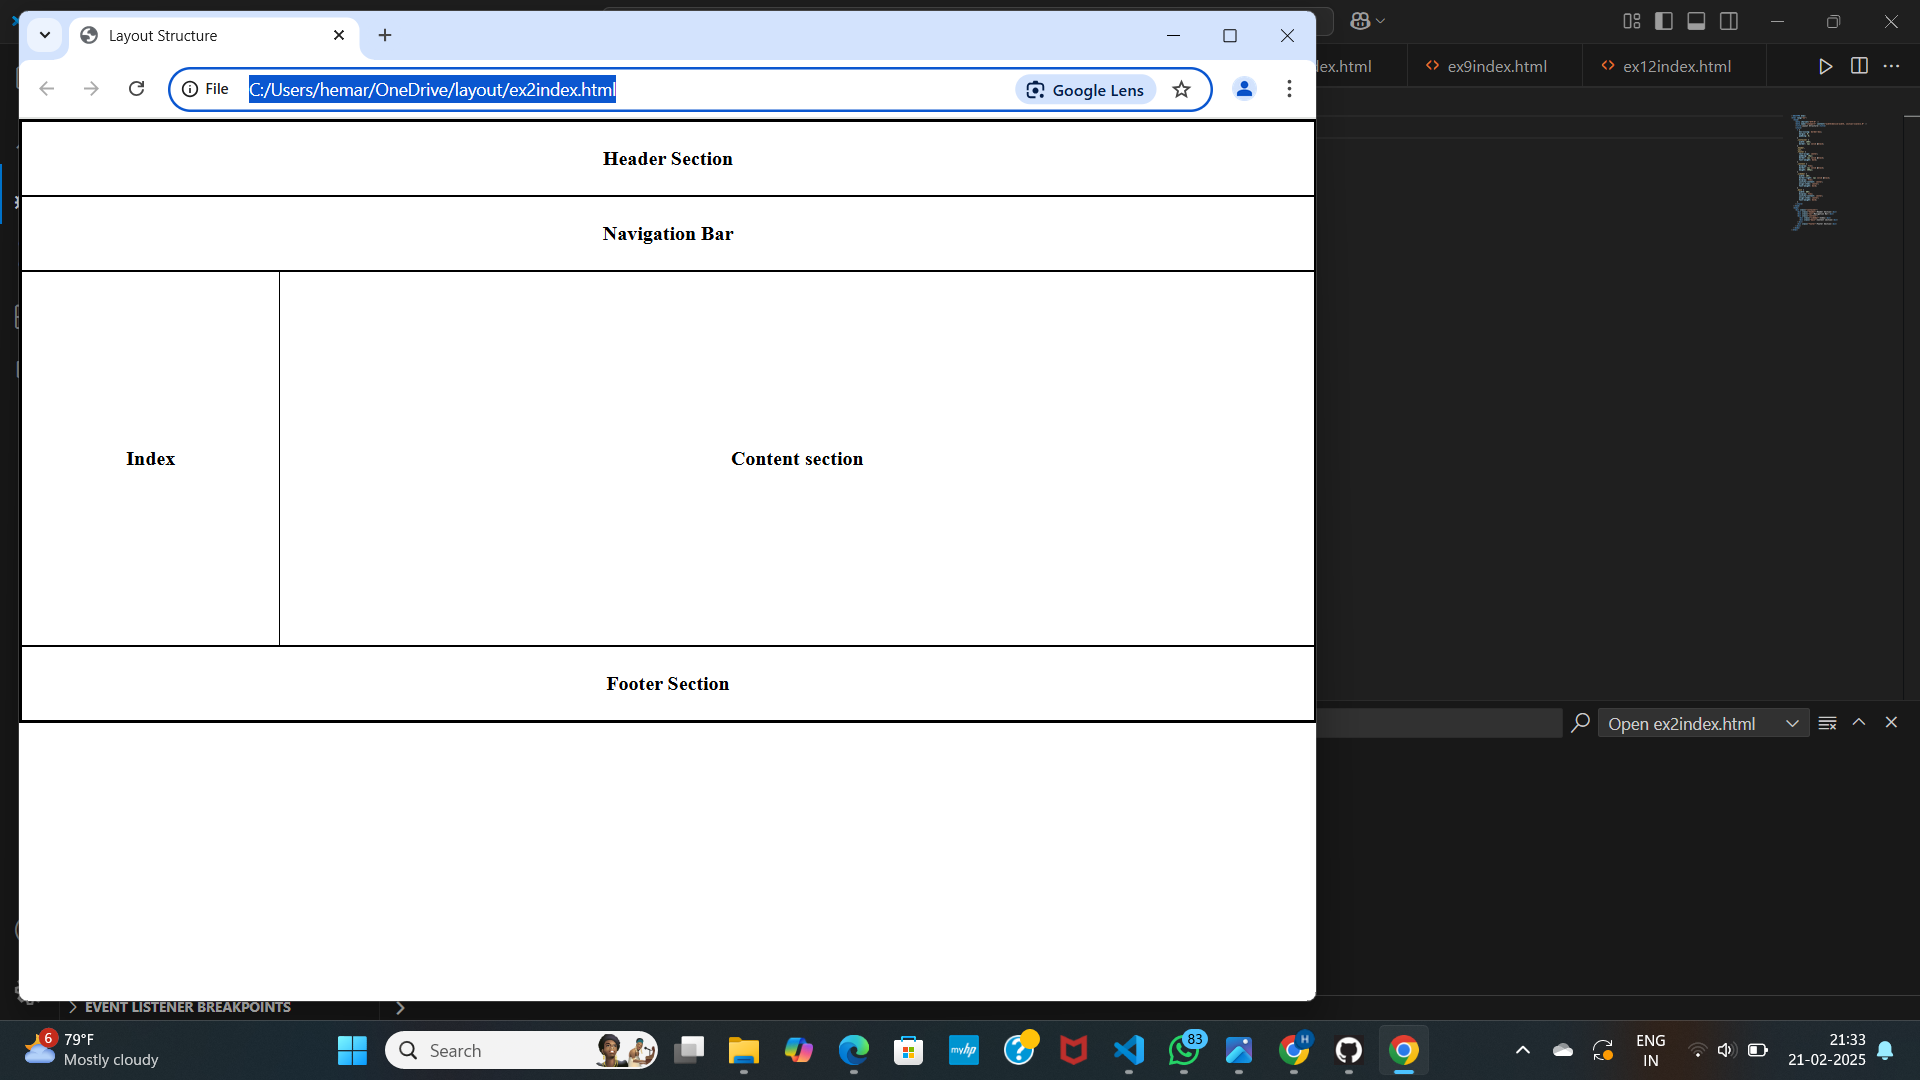 Layout Structure
lex.html
ex9index.html
ex12index.html
File
C:/Users/hemar/OneDrive/layout/ex2index.html
Google Lens
Header Section
Navigation Bar
Index
Content section
Footer Section
Open ex2index.html
EVENT LISTENER BREAKPOINTS
6
79°F
Mostly cloudy
Search
myhp
83
H
ENG
IN
21:33
21-02-2025